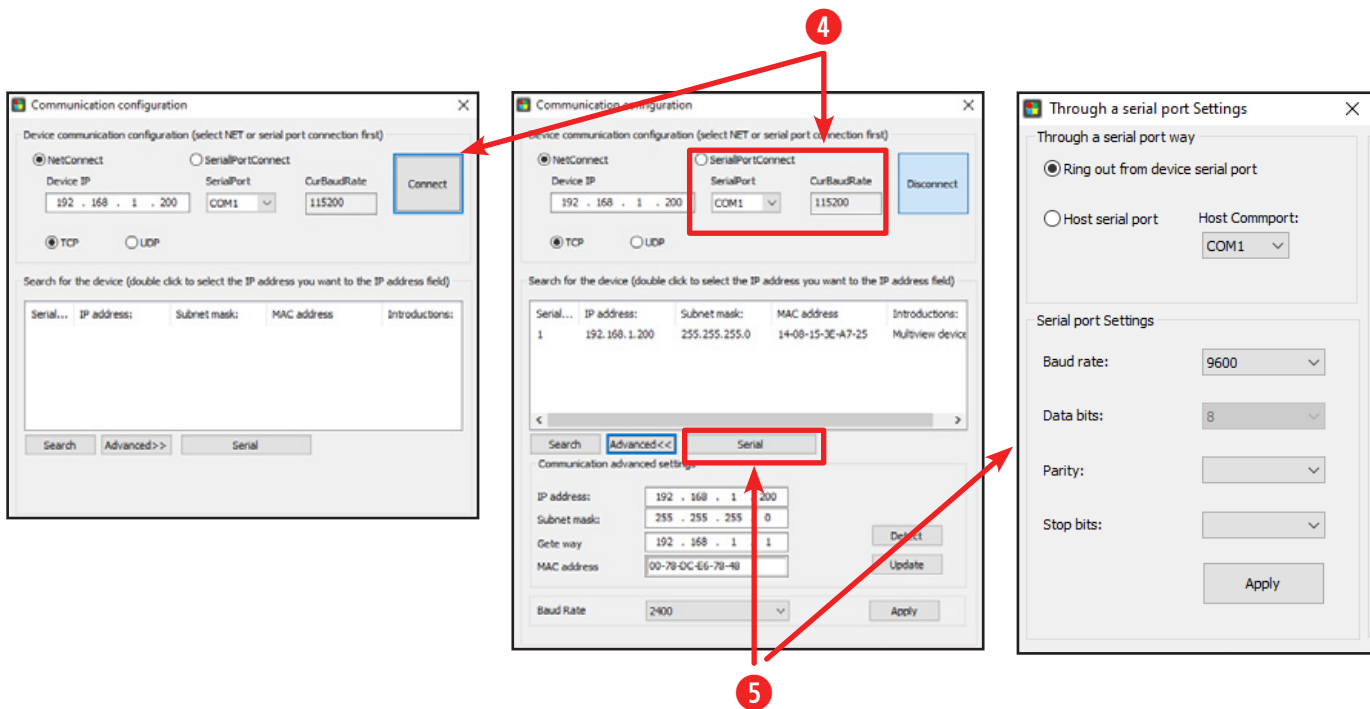 4
Communication configuration
Device communication configuration (select NET or serial port connection first)
NetConnect SerialPortConnect
Device IP SerialPort CurBaudRate Connect
192 . 168 . 1 . 200 COM1 115200
TCP UDP
Search for the device (double click to select the IP address you want to the IP address field)
Serial... IP address: Subnet mask: MAC address Introductions:
Search Advanced>> Serial
Communication configuration
Device communication configuration (select NET or serial port connection first)
NetConnect SerialPortConnect
Device IP SerialPort CurBaudRate Disconnect
192 . 168 . 1 . 200 COM1 115200
TCP UDP
Search for the device (double click to select the IP address you want to the IP address field)
Serial... IP address: Subnet mask: MAC address Introductions:
1 192.168.1.200 255.255.255.0 14-08-15-3E-A7-25 Multiview device
Search Advanced<< Serial
Communication advanced settings
IP address: 192 . 168 . 1 . 200
Subnet mask: 255 . 255 . 255 . 0
Gete way 192 . 168 . 1 . 1
MAC address 00-78-DC-E6-78-48
Update
Baud Rate 2400 Apply
Through a serial port Settings
Through a serial port way
Ring out from device serial port
Host serial port Host Commport:
COM1
Serial port Settings
Baud rate: 9600
Data bits: 8
Parity:
Stop bits:
Apply
5